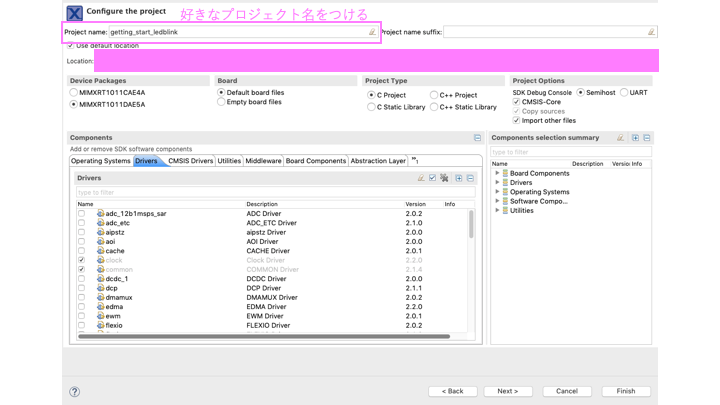 Configure the project
好きなプロジェクト名をつける
Project name: getting_start_ledblink
Project name suffix:
Use default location
Location:
Device Packages
MIMXRT1011CAE4A
MIMXRT1011DAE5A
Board
Default board files
Empty board files
Project Type
C Project
C++ Project
C Static Library
C++ Static Library
Project Options
SDK Debug Console
Semihost
UART
CMSIS-Core
Copy sources
Import other files
Components
Add or remove SDK software components
Operating Systems
Drivers
CMSIS Drivers
Utilities
Middleware
Board Components
Abstraction Layer
»1
Drivers
type to filter
Name Description Version Info
adc_12b1msps_sar ADC Driver 2.0.2
adc_etc ADC_ETC Driver 2.1.0
aipstz aipstz Driver 2.0.0
aoi AOI Driver 2.0.0
cache CACHE Driver 2.0.1
clock Clock Driver 2.2.0
common COMMON Driver 2.1.4
dcdc_1 DCDC Driver 2.0.0
dcp DCP Driver 2.1.1
dmamux DMAMUX Driver 2.0.2
edma EDMA Driver 2.2.0
ewm EWM Driver 2.0.1
flexio FLEXIO Driver 2.0.2
Components selection summary
type to filter
Name Description Versio Info
Board Components
Drivers
Operating Systems
Software Compo...
Utilities
?
< Back
Next >
Cancel
Finish